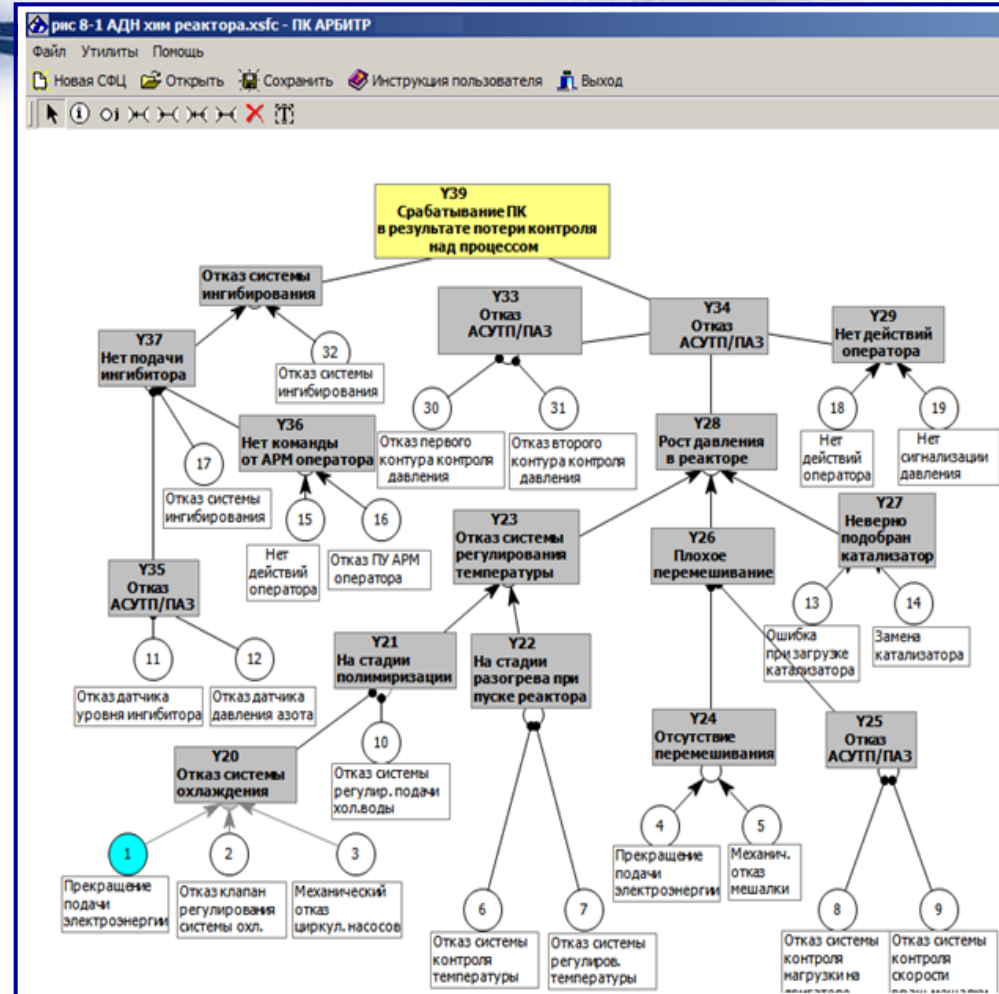 рис 8-1 АДН хим реактора.xsfc - ПК АРБИТР
Файл Утилиты Помощь
Новая СФЦ Открыть Сохранить Инструкция пользователя Выход
Y39
Срабатывание ПК
в результате потери контроля
над процессом
Отказ системы
ингибирования
Y33
Отказ
АСУТП/ПАЗ
Y34
Отказ
АСУТП/ПАЗ
Y29
Нет действий
оператора
Y37
Нет подачи
ингибитора
32
Отказ системы
ингибирования
30
31
18
19
Отказ первого
контура контроля
давления
Отказ второго
контура контроля
давления
Нет
действий
оператора
Нет
сигнализации
давления
Y36
Нет команды
от АРМ оператора
Y28
Рост давления
в реакторе
17
Отказ системы
ингибирования
15
16
Нет
действий
оператора
Отказ ПУ АРМ
оператора
Y23
Отказ системы
регулирования
температуры
Y26
Плохое
перемешивание
Y27
Неверно
подобран
катализатор
Y35
Отказ
АСУТП/ПАЗ
13
14
Ошибка
при загрузке
катализатора
Замена
катализатора
11
12
Отказ датчика
уровня ингибитора
Отказ датчика
давления азота
Y21
На стадии
полимиризации
Y22
На стадии
разогрева при
пуске реактора
10
Отказ системы
регулир. подачи
хол.воды
Y24
Отсутствие
перемешивания
Y25
Отказ
АСУТП/ПАЗ
Y20
Отказ системы
охлаждения
1
2
3
Прекращение
подачи
электроэнергии
Отказ клапан
регулирования
системы охл.
Механический
отказ
циркул. насосов
4
5
Прекращение
подачи
электроэнергии
Механич.
отказ
мешалки
6
7
8
9
Отказ системы
контроля
температуры
Отказ системы
регулиров.
температуры
Отказ системы
контроля
нагрузки на
Отказ системы
контроля
скорости